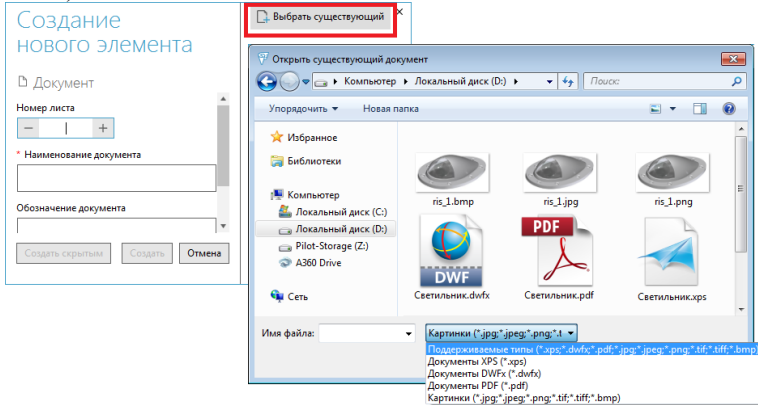 Создание
нового элемента
Документ
Номер листа
* Наименование документа
Обозначение документа
Создать скрытым
Создать
Отмена
Выбрать существующий
Открыть существующий документ
Компьютер
Локальный диск (D:)
Поиск:
Упорядочить
Новая папка
Избранное
Библиотеки
Компьютер
Локальный диск (C:)
Локальный диск (D:)
Pilot-Storage (Z:)
A360 Drive
Сеть
ris_1.bmp
ris_1.jpg
ris_1.png
DWF
PDF
Светильник.dwfx
Светильник.pdf
Светильник.xps
Имя файла:
Картинки (*.jpg;*.jpeg;*.png;*.t
Поддерживаемые типы (*.xps;*.dwfx;*.pdf;*.jpg;*.jpeg;*.png;*.tif;*.tiff;*.bmp)
Документы XPS (*.xps)
Документы DWFx (*.dwfx)
Документы PDF (*.pdf)
Картинки (*.jpg;*.jpeg;*.png;*.tif;*.tiff;*.bmp)